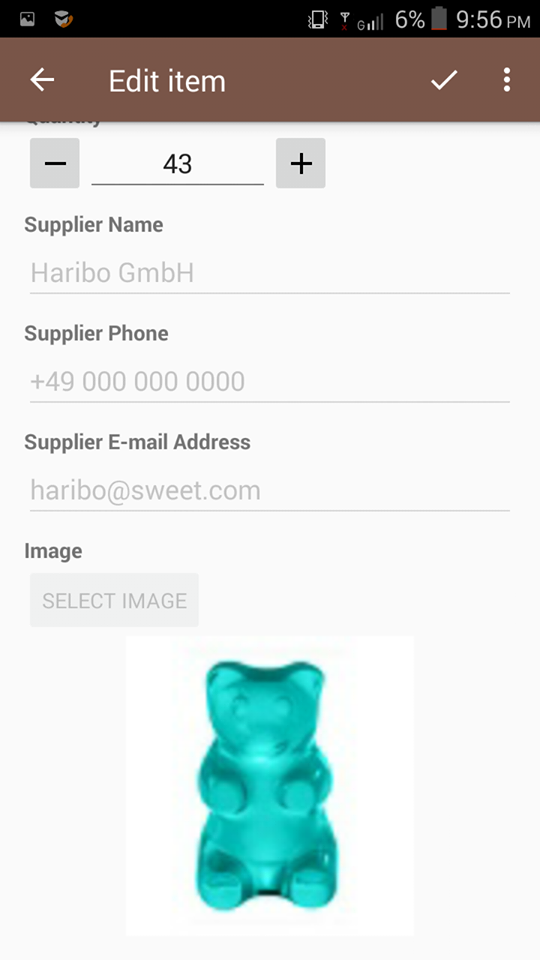 6% 9:56 PM
Edit item
Quantity
− 43 +
Supplier Name
Haribo GmbH
Supplier Phone
+49 000 000 0000
Supplier E-mail Address
haribo@sweet.com
Image
SELECT IMAGE